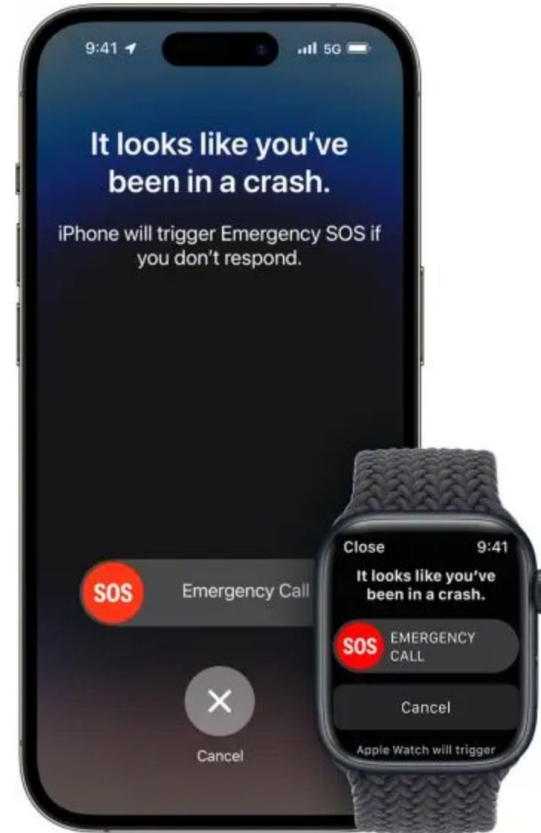 9:41
5G
It looks like you've
been in a crash.
iPhone will trigger Emergency SOS if
you don't respond.
SOS Emergency Call
Cancel
Close 9:41
It looks like you've
been in a crash.
SOS EMERGENCY
CALL
Cancel
Apple Watch will trigger